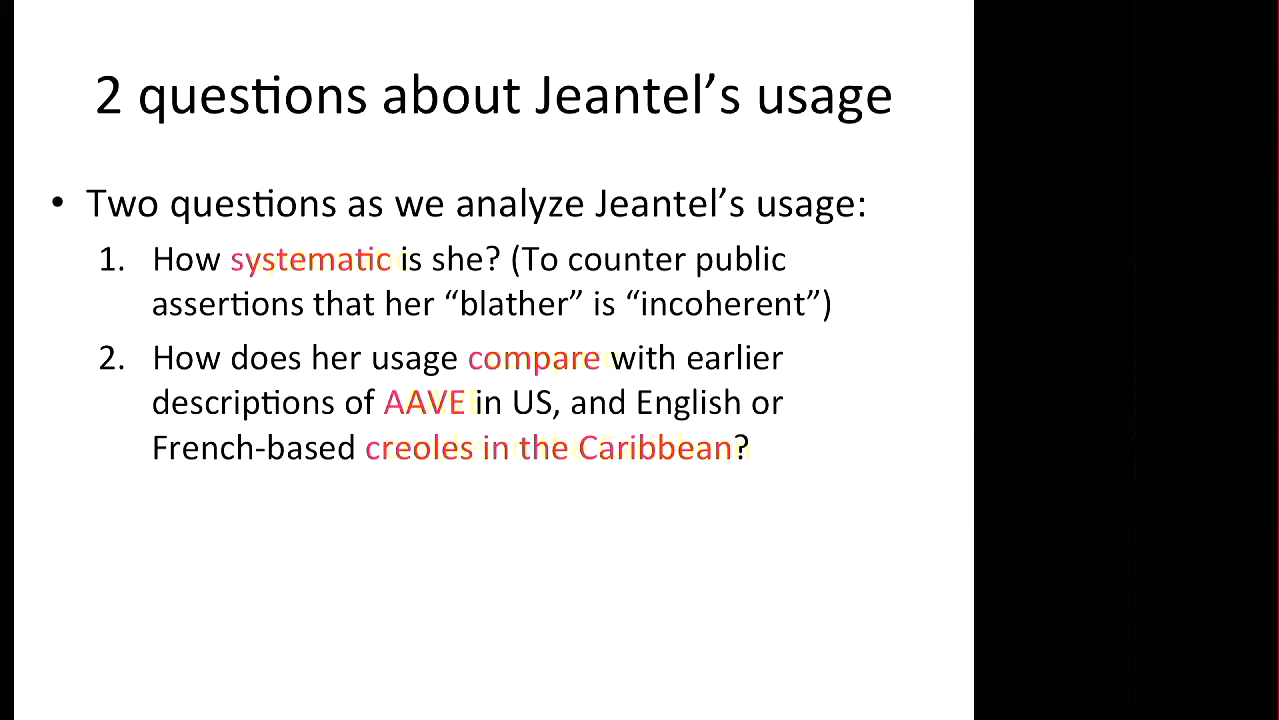 2 questions about Jeantel’s usage
• Two questions as we analyze Jeantel’s usage:
1. How systematic is she? (To counter public
assertions that her “blather” is “incoherent”)
2. How does her usage compare with earlier
descriptions of AAVE in US, and English or
French-based creoles in the Caribbean?